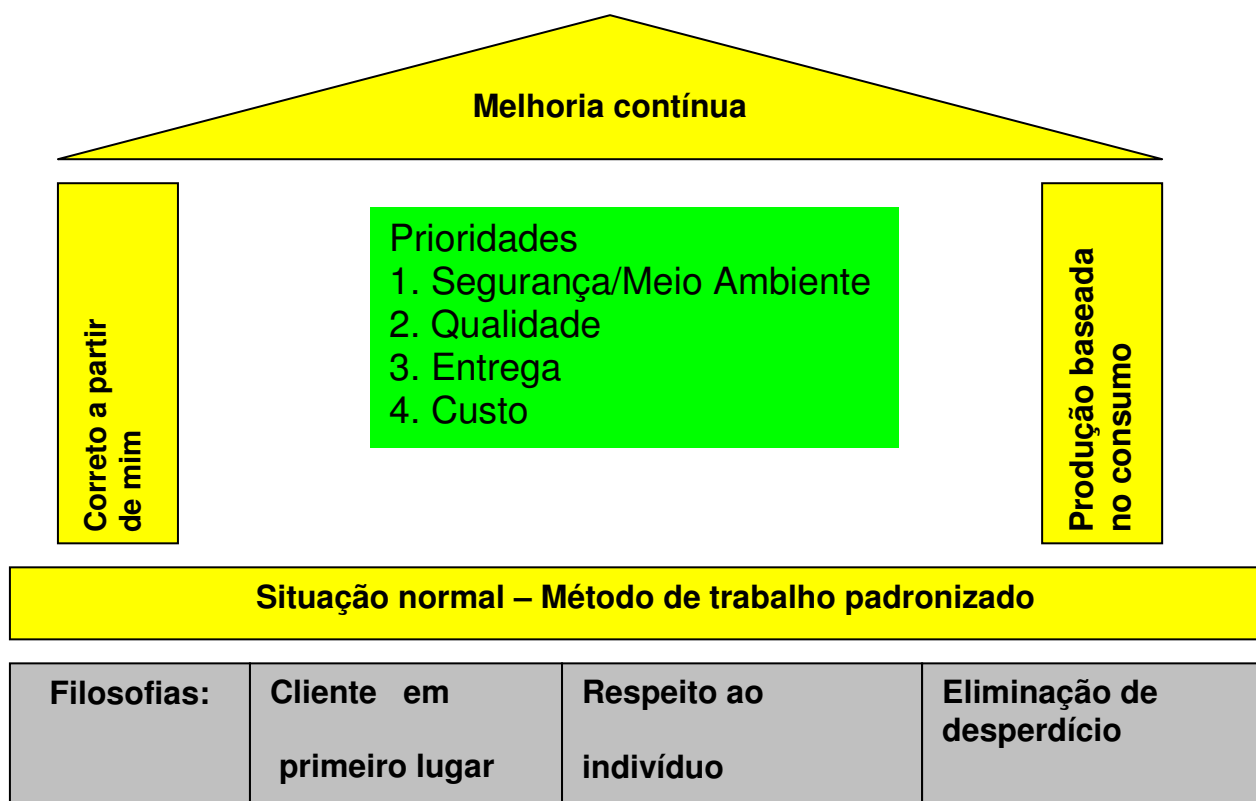 Melhoria contínua
Correto a partir
de mim
Prioridades
1. Segurança/Meio Ambiente
2. Qualidade
3. Entrega
4. Custo
Produção baseada
no consumo
Situação normal – Método de trabalho padronizado
Filosofias:
Cliente em
primeiro lugar
Respeito ao
indivíduo
Eliminação de
desperdício